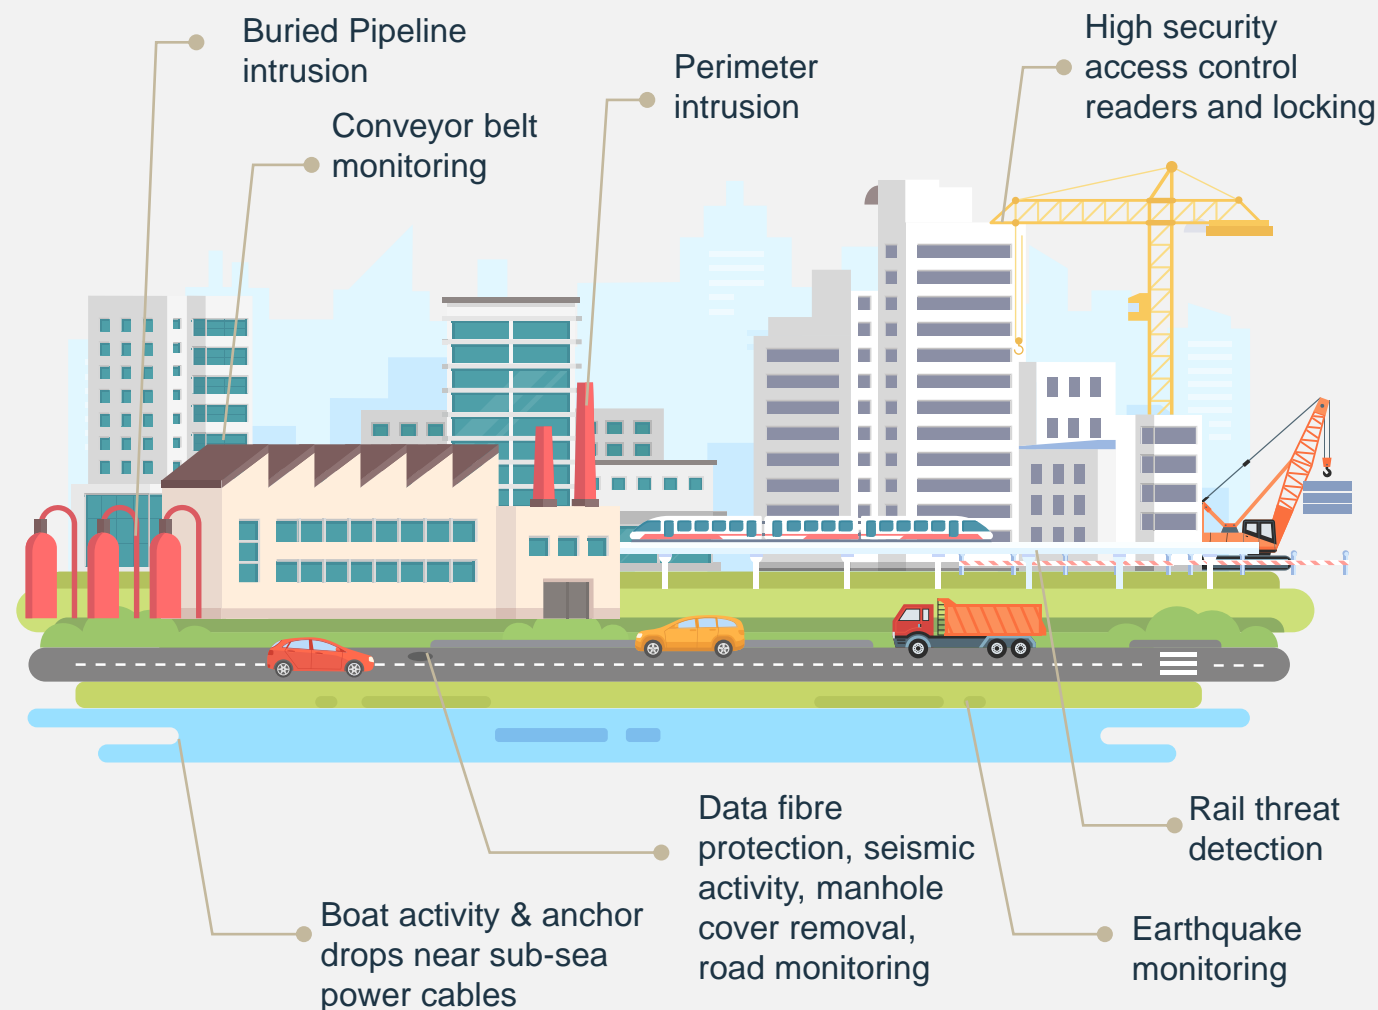 Buried Pipeline
intrusion
Conveyor belt
monitoring
Perimeter
intrusion
High security
access control
readers and locking
Boat activity & anchor
drops near sub-sea
power cables
Data fibre
protection, seismic
activity, manhole
cover removal,
road monitoring
Rail threat
detection
Earthquake
monitoring